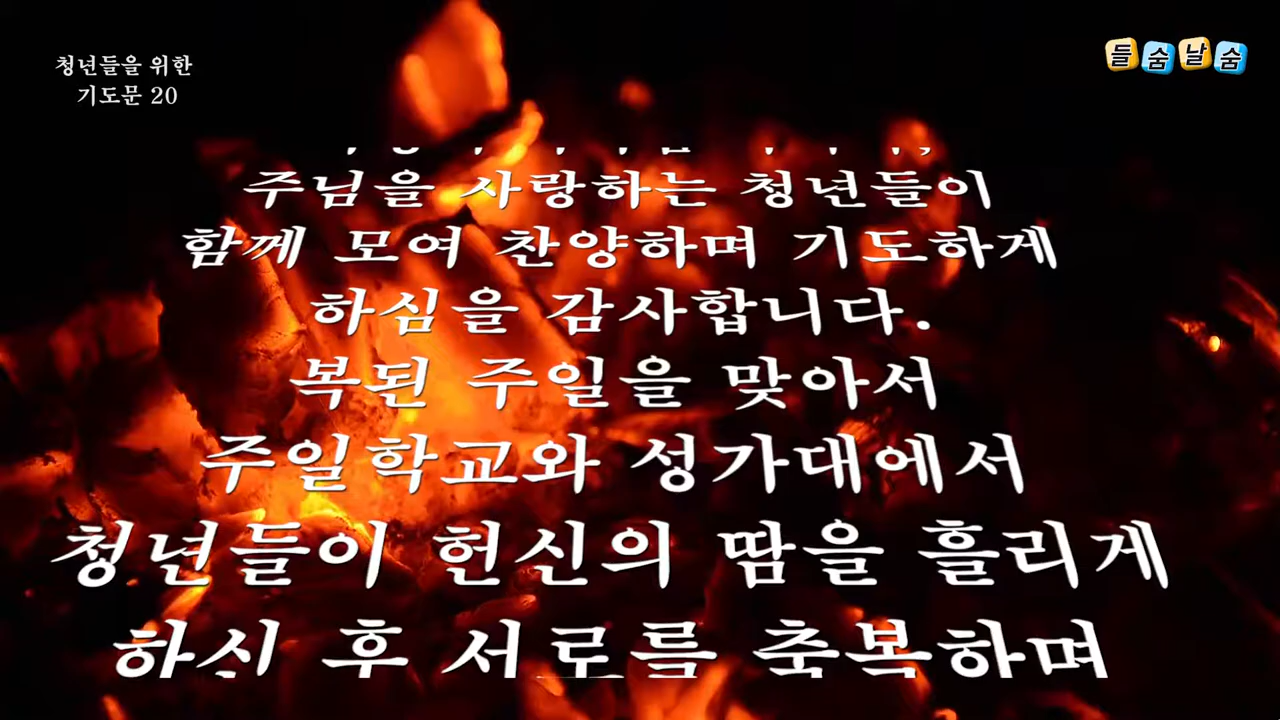 청년들을 위한
기도문 20
들숨날숨
주님을 사랑하는 청년들이
함께 모여 찬양하며 기도하게
하심을 감사합니다.
복된 주일을 맞아서
주일학교와 성가대에서
청년들이 헌신의 땀을 흘리게
하신 후 서로를 축복하며